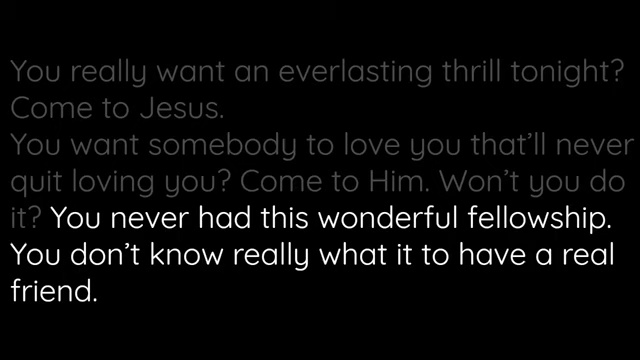 You really want an everlasting thrill tonight?
Come to Jesus.
You want somebody to love you that’ll never
quit loving you? Come to Him. Won’t you do
it? You never had this wonderful fellowship.
You don’t know really what it to have a real
friend.